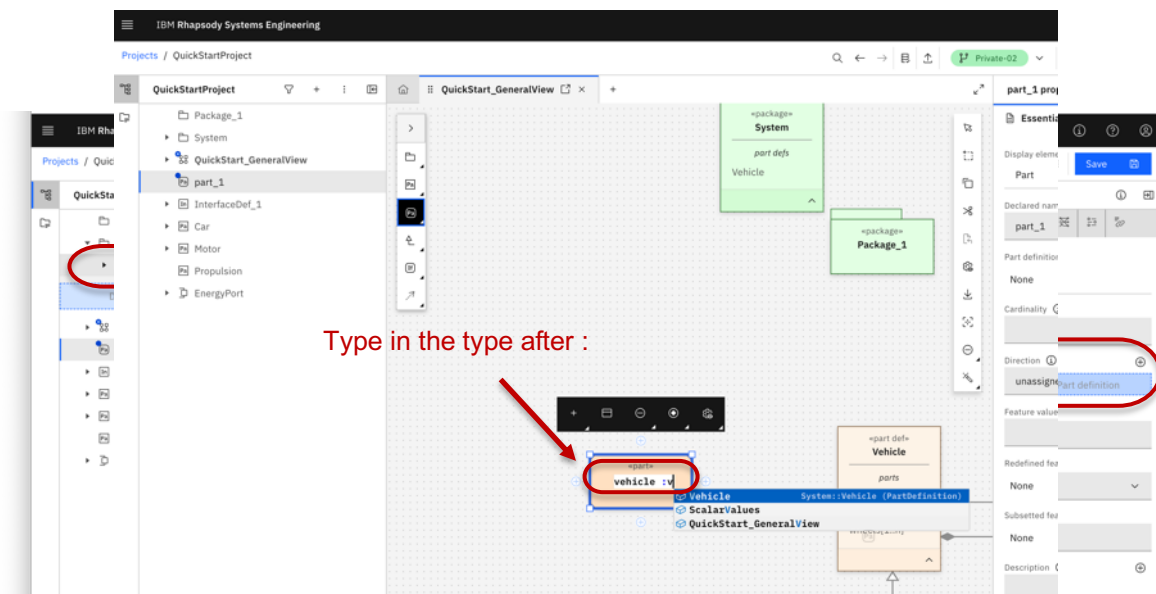 IBM Rhapsody Systems Engineering
Projects / QuickStartProject
Private-02
QuickStartProject
QuickStart_GeneralView
part_1 prop
Package_1
System
QuickStart_GeneralView
part_1
InterfaceDef_1
Car
Motor
Propulsion
EnergyPort
«package»
System
part defs
Vehicle
«package»
Package_1
Type in the type after :
«part»
vehicle :v
Vehicle System::Vehicle (PartDefinition)
ScalarValues
QuickStart_GeneralView
«part def»
Vehicle
parts
Essentia
Display eleme
Part
Declared nam
part_1
Part definition
None
Cardinality
Direction
unassigne
Feature value
Redefined fea
None
Subsetted fea
None
Description
IBM Rha
Projects / Quic
QuickSta
Save
Part definition